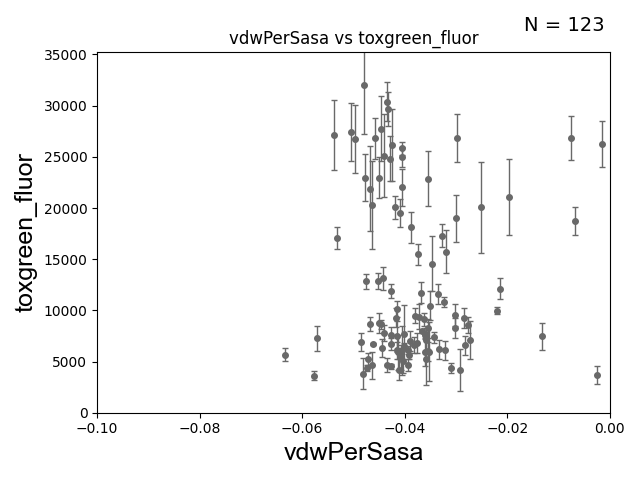 N = 123
vdwPerSasa vs toxgreen_fluor
toxgreen_fluor
35000
30000
25000
20000
15000
10000
5000
0
−0.10 −0.08 −0.06 −0.04 −0.02 0.00
vdwPerSasa